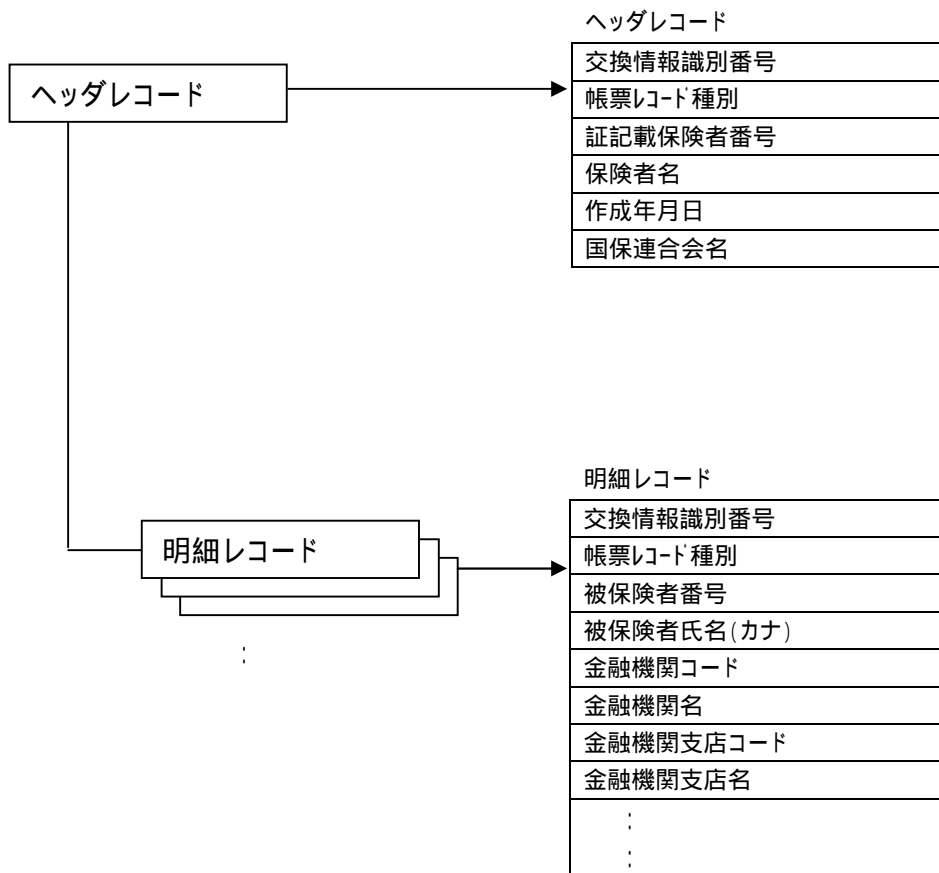 ヘッダレコード
ヘッダレコード
交換情報識別番号
帳票ﾚｺｰﾄﾞ種別
証記載保険者番号
保険者名
作成年月日
国保連合会名
明細レコード
:
明細レコード
交換情報識別番号
帳票ﾚｺｰﾄﾞ種別
被保険者番号
被保険者氏名(カナ)
金融機関コード
金融機関名
金融機関支店コード
金融機関支店名
:
: